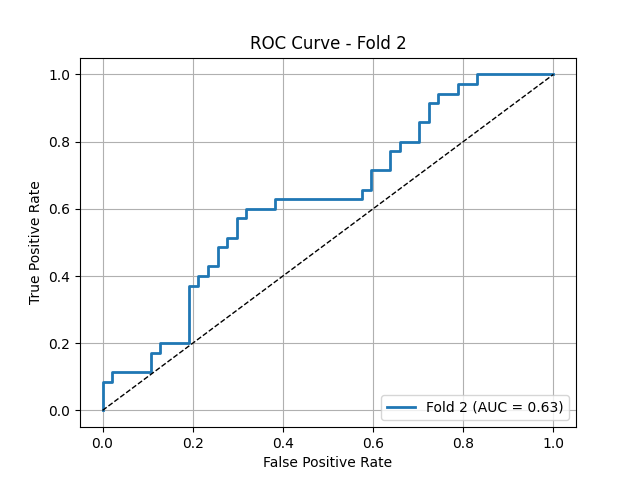 ROC Curve - Fold 2
True Positive Rate
1.0
0.8
0.6
0.4
0.2
0.0
Fold 2 (AUC = 0.63)
0.0 0.2 0.4 0.6 0.8 1.0
False Positive Rate